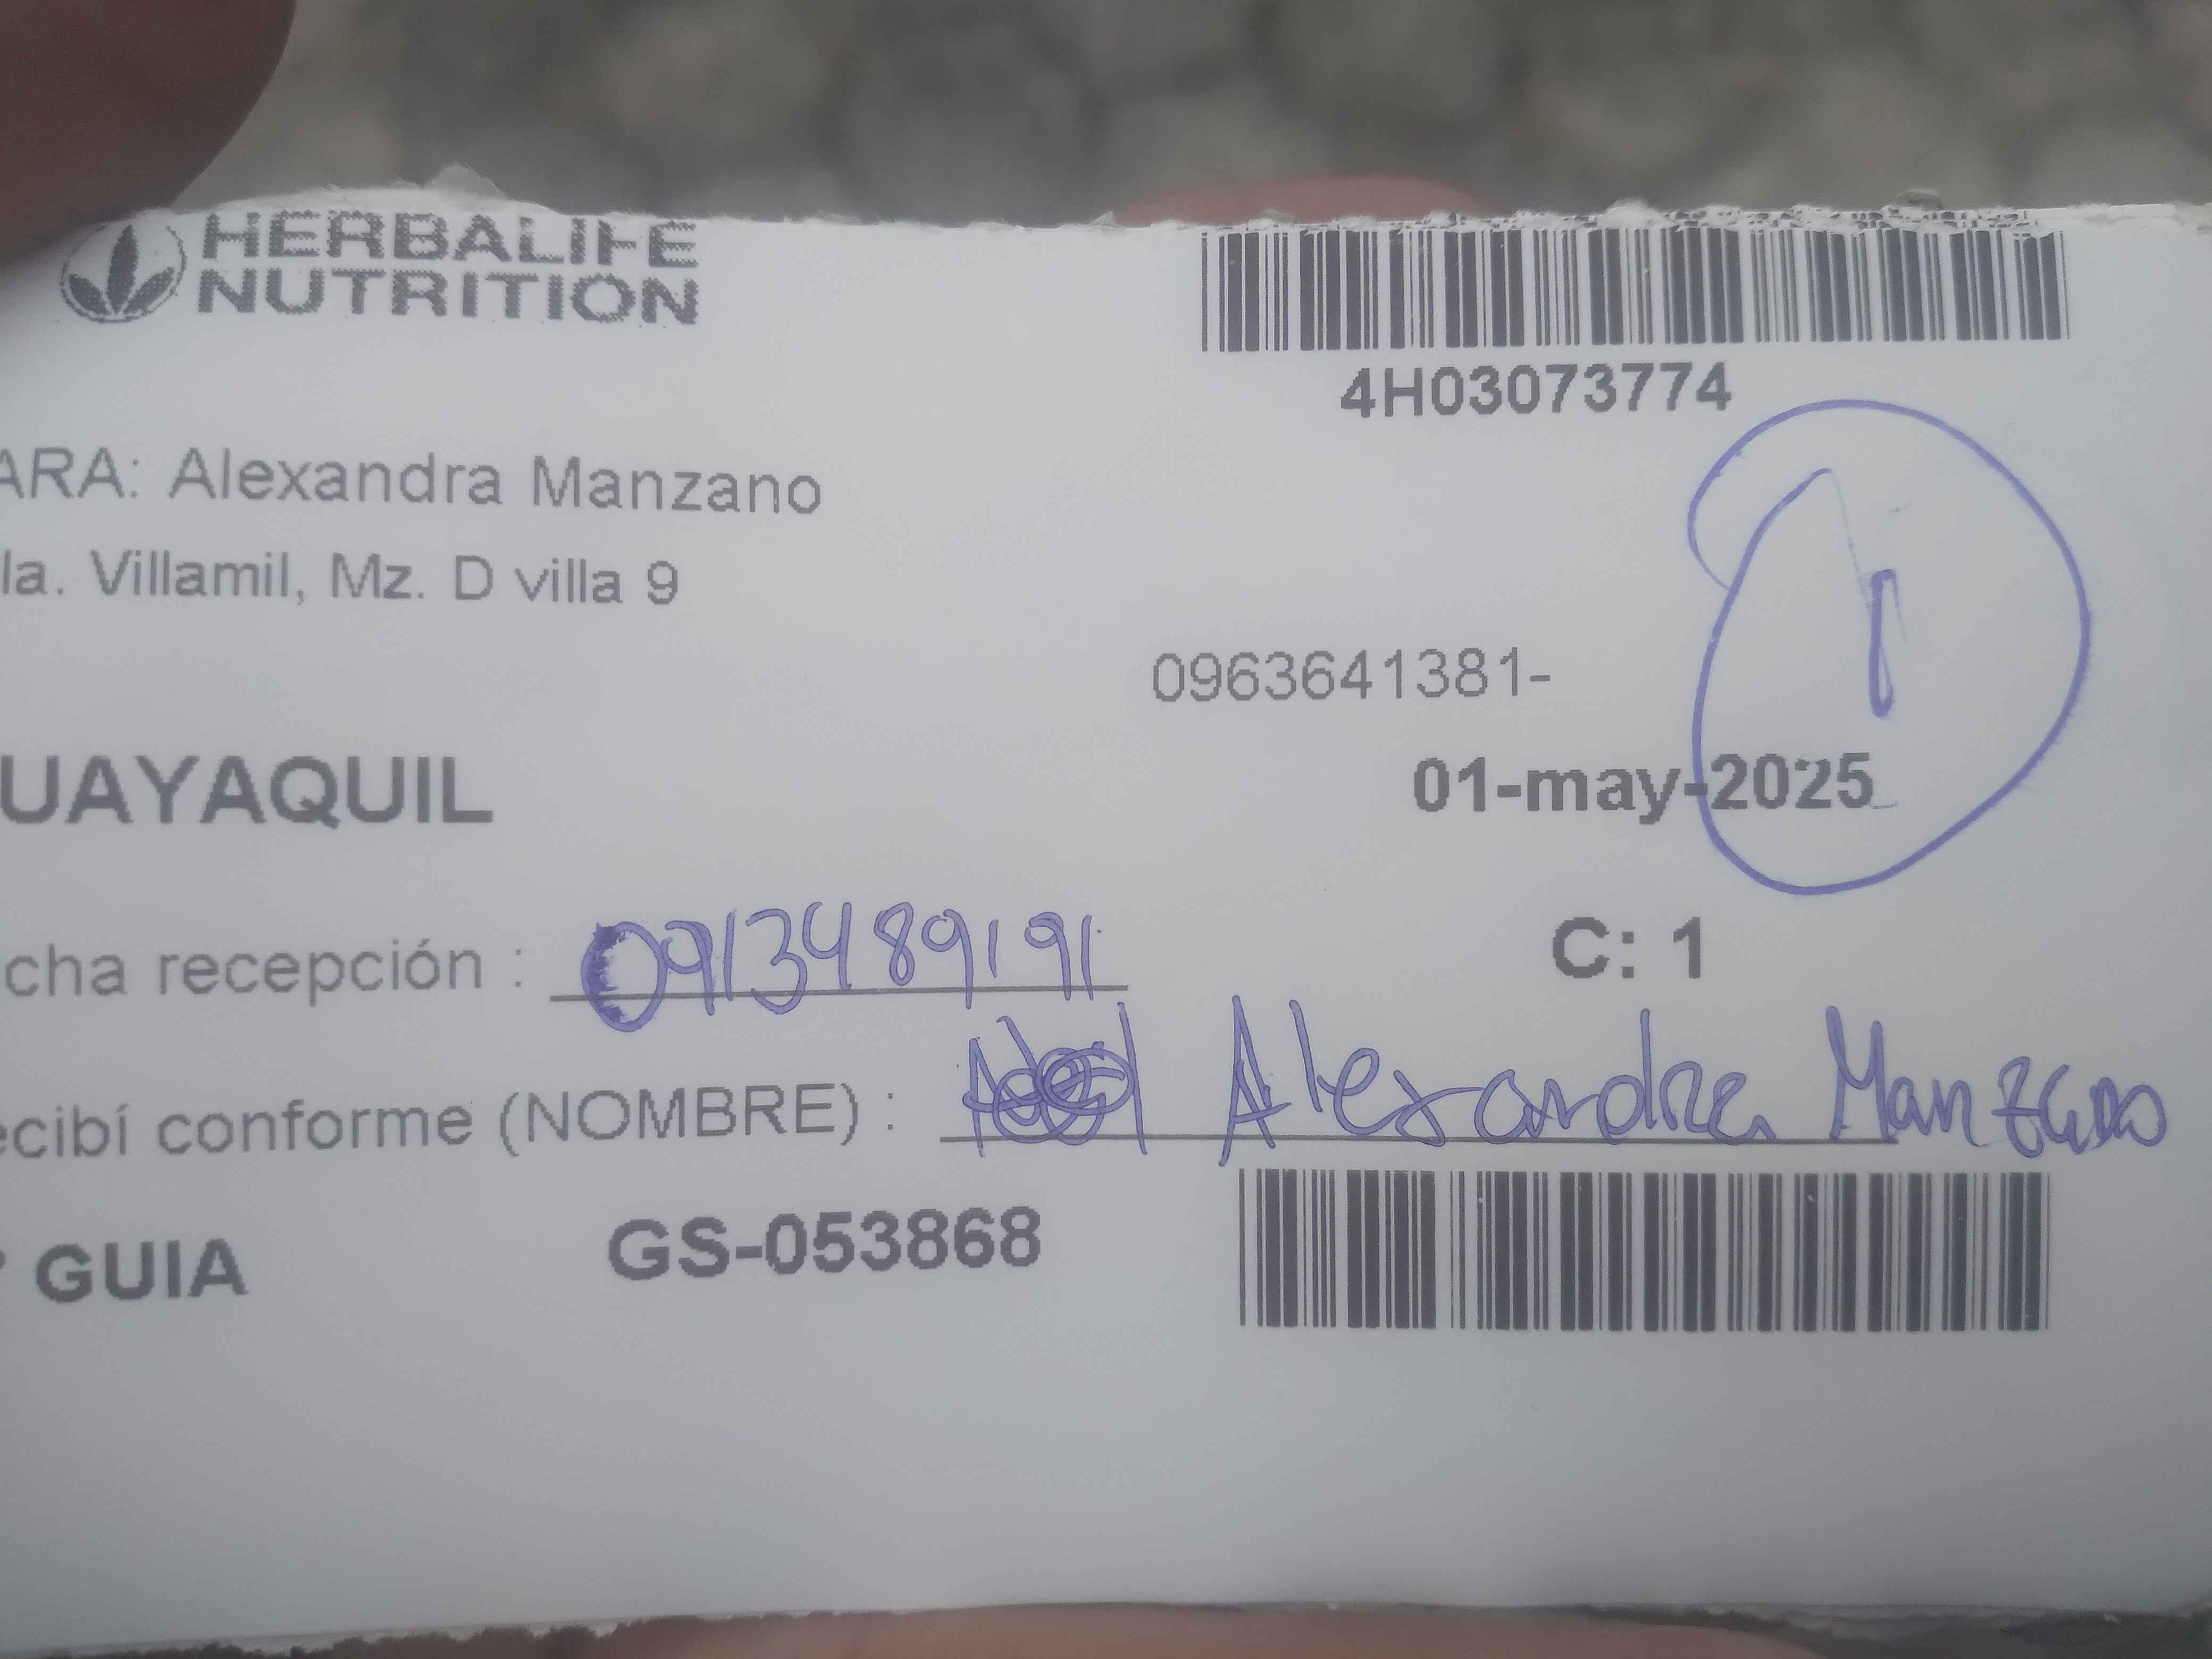 HERBALIFE
NUTRITION
4H03073774
ARA: Alexandra Manzano
la. Villamil, Mz. D villa 9
0963641381-
1
UAYAQUIL
01-may-2025
C: 1
cha recepción : 0913489191
ecibí conforme (NOMBRE) : Alexandra Manzano
GUIA GS-053868